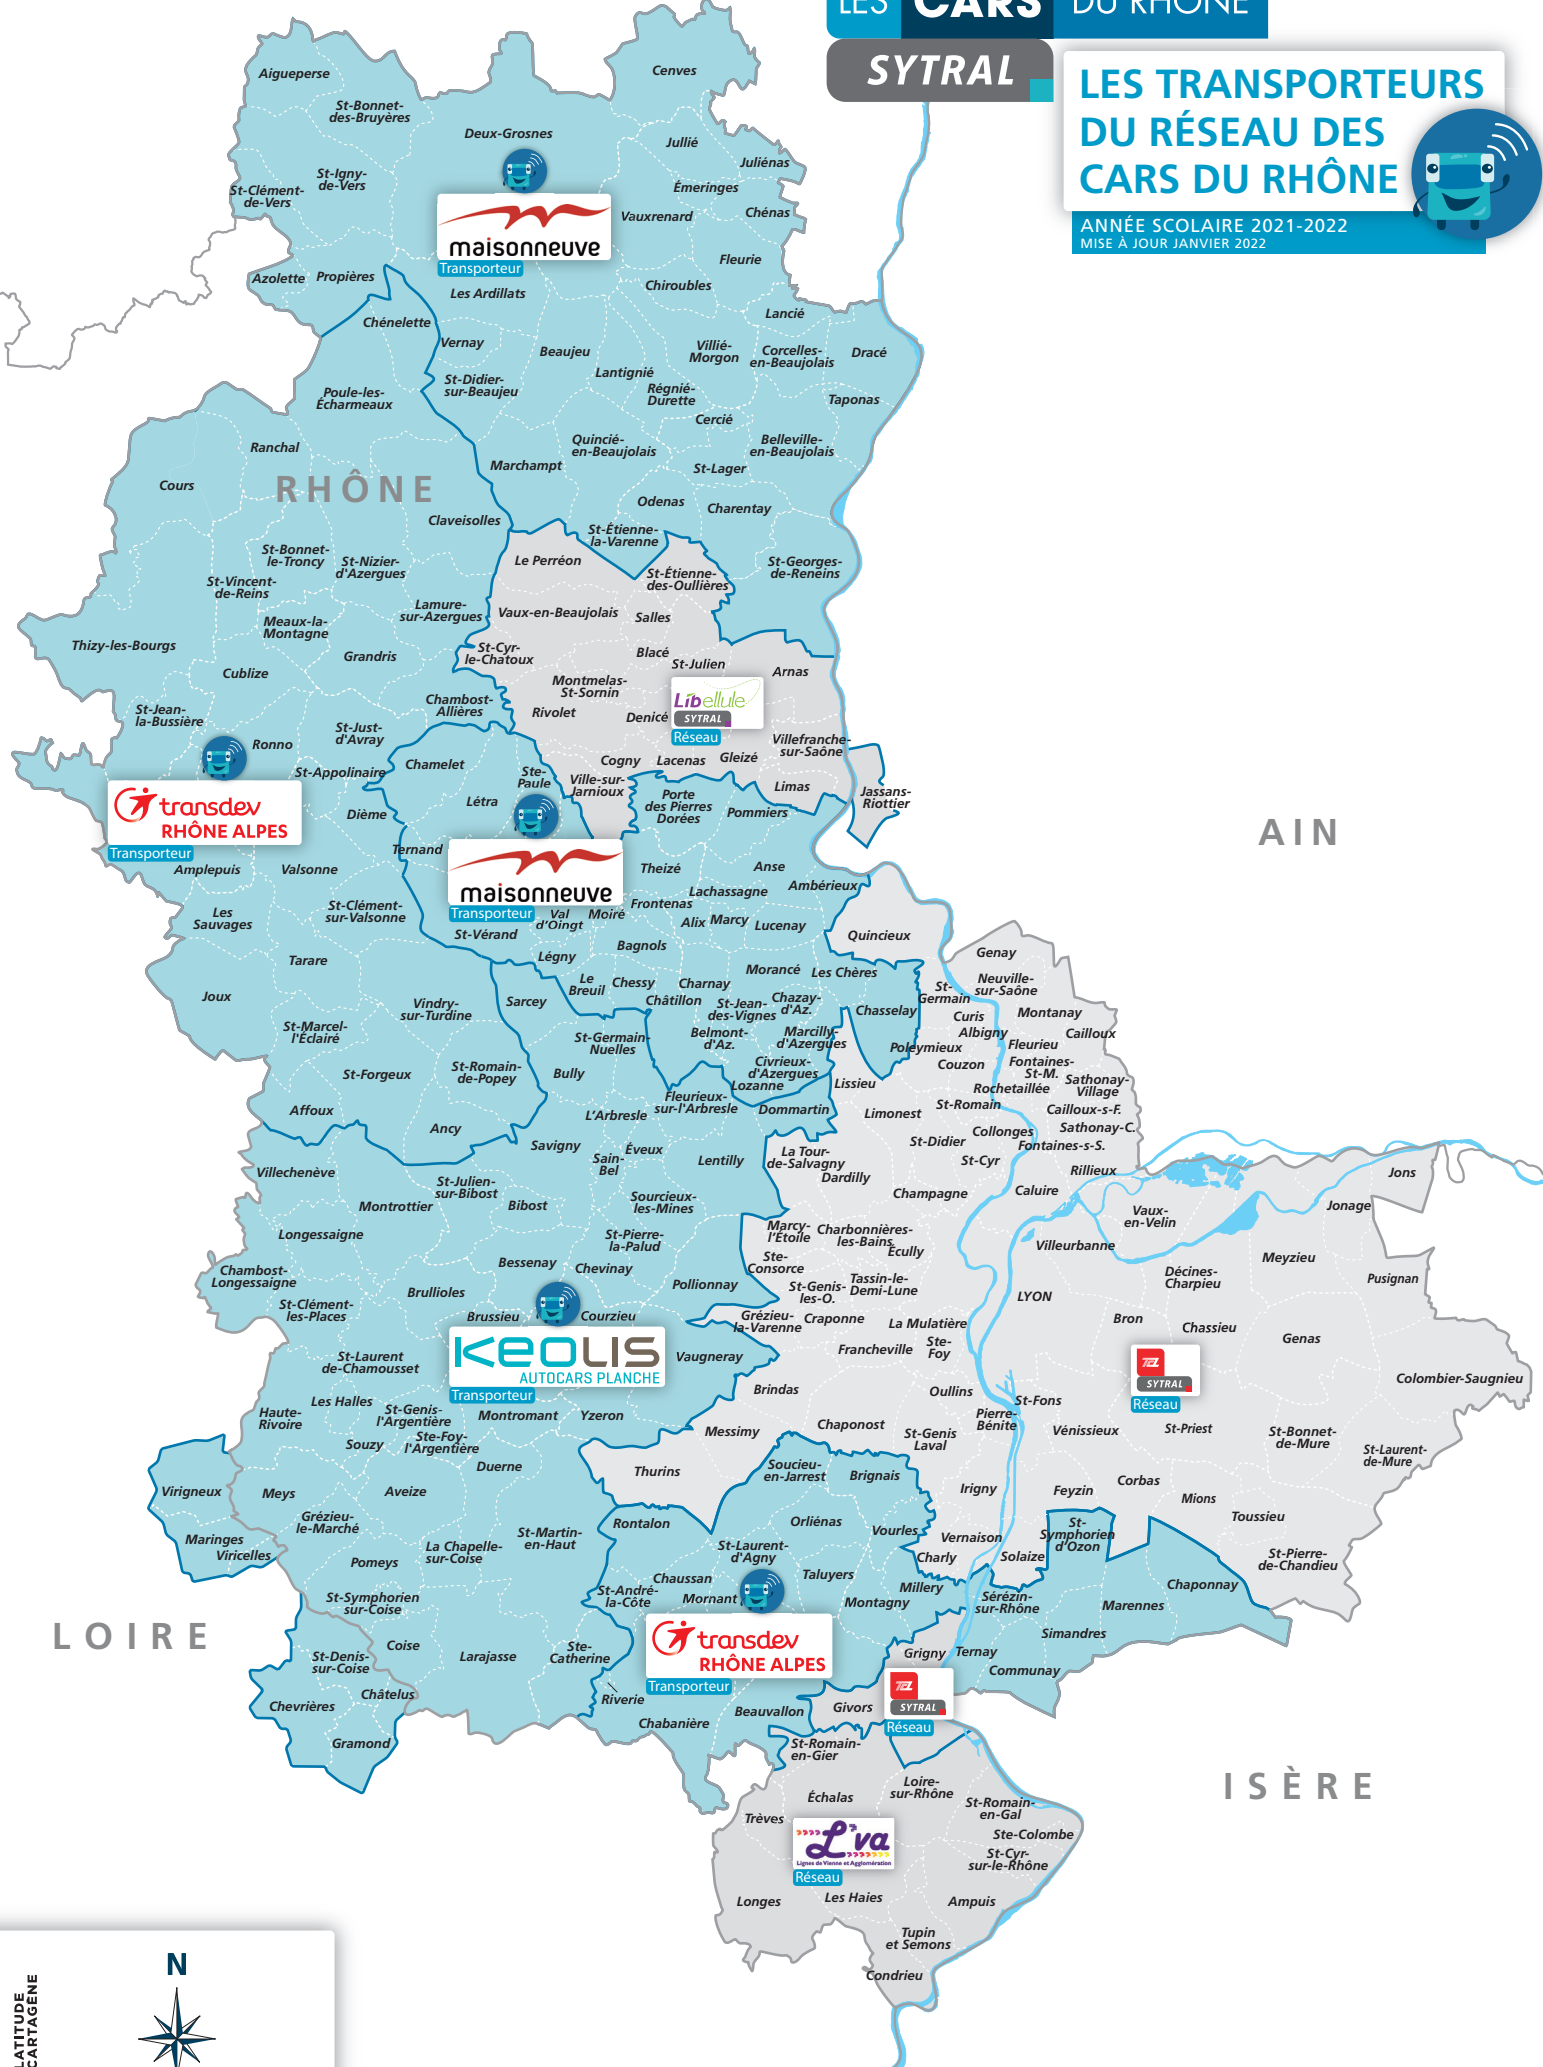 LES CARS DU RHÔNE
SYTRAL
LES TRANSPORTEURS
DU RÉSEAU DES
CARS DU RHÔNE
ANNÉE SCOLAIRE 2021-2022
MISE À JOUR JANVIER 2022
Aigueperse
Cenves
St-Bonnet-
des-Bruyères
Deux-Grosnes
Jullié
Juliénas
St-Igny-
de-Vers
St-Clément-
de-Vers
Émeringes
Vauxrenard
Chénas
maisonneuve
Transporteur
Fleurie
Azolette
Propières
Les Ardillats
Chiroubles
Chénelette
Lancié
Vernay
Beaujeu
Villié-
Morgon
Corcelles-
en-Beaujolais
Dracé
Lantignié
St-Didier-
sur-Beaujeu
Régnié-
Durette
Poule-les-
Écharmeaux
Taponas
Cercié
Ranchal
Quincié-
en-Beaujolais
Belleville-
en-Beaujolais
Marchampt
St-Lager
Cours
RHÔNE
Odenas
Charentay
Claveisolles
St-Étienne-
la-Varenne
St-Bonnet-
le-Troncy
St-Nizier-
d'Azergues
Le Perréon
St-Étienne-
des-Oullières
St-Georges-
de-Reneins
St-Vincent-
de-Reins
Lamure-
sur-Azergues
Vaux-en-Beaujolais
Salles
Meaux-la-
Montagne
Thizy-les-Bourgs
Grandris
St-Cyr-
le-Chatoux
Blacé
St-Julien
Arnas
Cublize
Montmelas-
St-Sornin
Libellule
SYTRAL
Réseau
Chambost-
Allières
Rivolet
Denicé
St-Jean-
la-Bussière
St-Just-
d'Avray
Ronno
Villefranche-
sur-Saône
St-Appolinaire
Chamelet
Cogny
Lacenas
Gleizé
Ste-
Paule
Ville-sur-
Jarnioux
Limas
Jassans-
Riottier
Létra
Porte
des Pierres
Dorées
Pommiers
transdev
RHÔNE ALPES
Transporteur
Dième
AIN
Ternand
maisonneuve
Transporteur
Amplepuis
Valsonne
Theizé
Anse
Ambérieux
Lachassagne
Frontenas
Les
Sauvages
St-Clément-
sur-Valsonne
Val
d'Oingt
Moiré
Alix
Marcy
Lucenay
St-Vérand
Quincieux
Bagnols
Tarare
Légny
Genay
Morancé
Les Chères
Joux
Le
Breuil
Chessy
Charnay
St-
Germain
Neuville-
sur-Saône
Vindry-
sur-Turdine
Sarcey
Châtillon
St-Jean-
des-Vignes
Chazay-
d'Az.
Chasselay
Curis
Montanay
St-Marcel-
l'Éclairé
St-Germain-
Nuelles
Belmont-
d'Az.
Marcilly-
d'Azergues
Albigny
Cailloux
Poleymieux
Fleurieu
St-Forgeux
St-Romain-
de-Popey
Bully
Civrieux-
d'Azergues
Couzon
Fontaines-
St-M.
Lozanne
Lissieu
Rochetaillée
Sathonay-
Village
Affoux
Fleurieux-
sur-l'Arbresle
Dommartin
Limonest
St-Romain
Cailloux-s-F.
L'Arbresle
Sathonay-C.
Ancy
Savigny
St-Didier
Collonges
Fontaines-s-S.
Éveux
Sain-
Bel
Lentilly
La Tour-
de-Salvagny
St-Cyr
Villechenève
Dardilly
Rillieux
Jons
St-Julien-
sur-Bibost
Champagne
Caluire
Montrottier
Bibost
Sourcieux-
les-Mines
Vaux-
en-Velin
Jonage
Longessaigne
Marcy-
l'Étoile
Charbonnières-
les-Bains
St-Pierre-
la-Palud
Villeurbanne
Écully
Bessenay
Chevinay
Ste-
Consorce
Meyzieu
Chambost-
Longessaigne
Pollionnay
St-Genis-
les-O.
Tassin-le-
Demi-Lune
Décines-
Charpieu
Pusignan
Brullioles
LYON
St-Clément-
les-Places
Brussieu
Courzieu
Grézieu-
la-Varenne
Craponne
La Mulatière
Bron
Chassieu
Genas
KEOLIS
AUTOCARS PLANCHE
Transporteur
Vaugneray
Francheville
Ste-
Foy
St-Laurent
de-Chamousset
TCL
SYTRAL
Réseau
Brindas
Oullins
Colombier-Saugnieu
Les Halles
St-Fons
Haute-
Rivoire
St-Genis-
l'Argentière
Montromant
Yzeron
Pierre-
Bénite
Messimy
Chaponost
St-Genis
Laval
Vénissieux
St-Priest
St-Bonnet-
de-Mure
Souzy
Ste-Foy-
l'Argentière
St-Laurent-
de-Mure
Duerne
Thurins
Soucieu-
en-Jarrest
Brignais
Corbas
Virigneux
Meys
Aveize
Irigny
Feyzin
Mions
Grézieu-
le-Marché
Rontalon
Orliénas
Toussieu
Vourles
St-
Symphorien
d'Ozon
Maringes
St-Martin-
en-Haut
Vernaison
Viricelles
La Chapelle-
sur-Coise
St-Laurent-
d'Agny
Charly
Solaize
St-Pierre-
de-Chandieu
Pomeys
Chaussan
Taluyers
Chaponnay
St-André-
la-Côte
Mornant
Millery
St-Symphorien
sur-Coise
Montagny
Sérézin-
sur-Rhône
Marennes
LOIRE
transdev
RHÔNE ALPES
Transporteur
Simandres
Coise
Ste-
Catherine
Larajasse
Grigny
Ternay
St-Denis-
sur-Coise
Communay
Châtelus
TCL
SYTRAL
Réseau
Riverie
Chevrières
Beauvallon
Givors
Chabanière
Gramond
St-Romain-
en-Gier
ISÈRE
Loire-
sur-Rhône
Échalas
St-Romain-
en-Gal
Trèves
L'va
Lignes de Vienne et Agglomération
Réseau
Ste-Colombe
St-Cyr-
sur-le-Rhône
Longes
Les Haies
Ampuis
Tupin
et Semons
Condrieu
N
LATITUDE
CARTAGÈNE